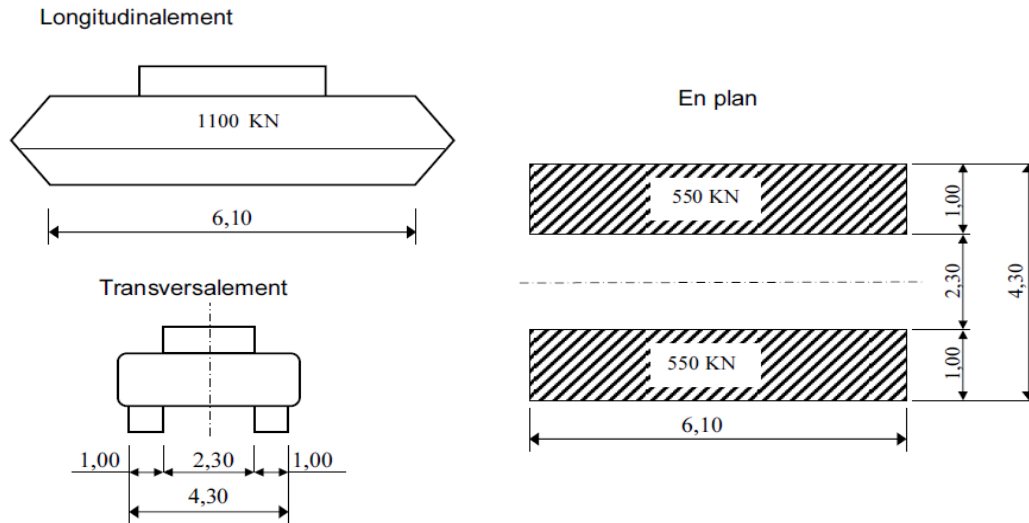 Longitudinalement
1100 KN
6,10
Transversalement
1,00
2,30
1,00
4,30
En plan
550 KN
550 KN
1,00
2,30
1,00
4,30
6,10